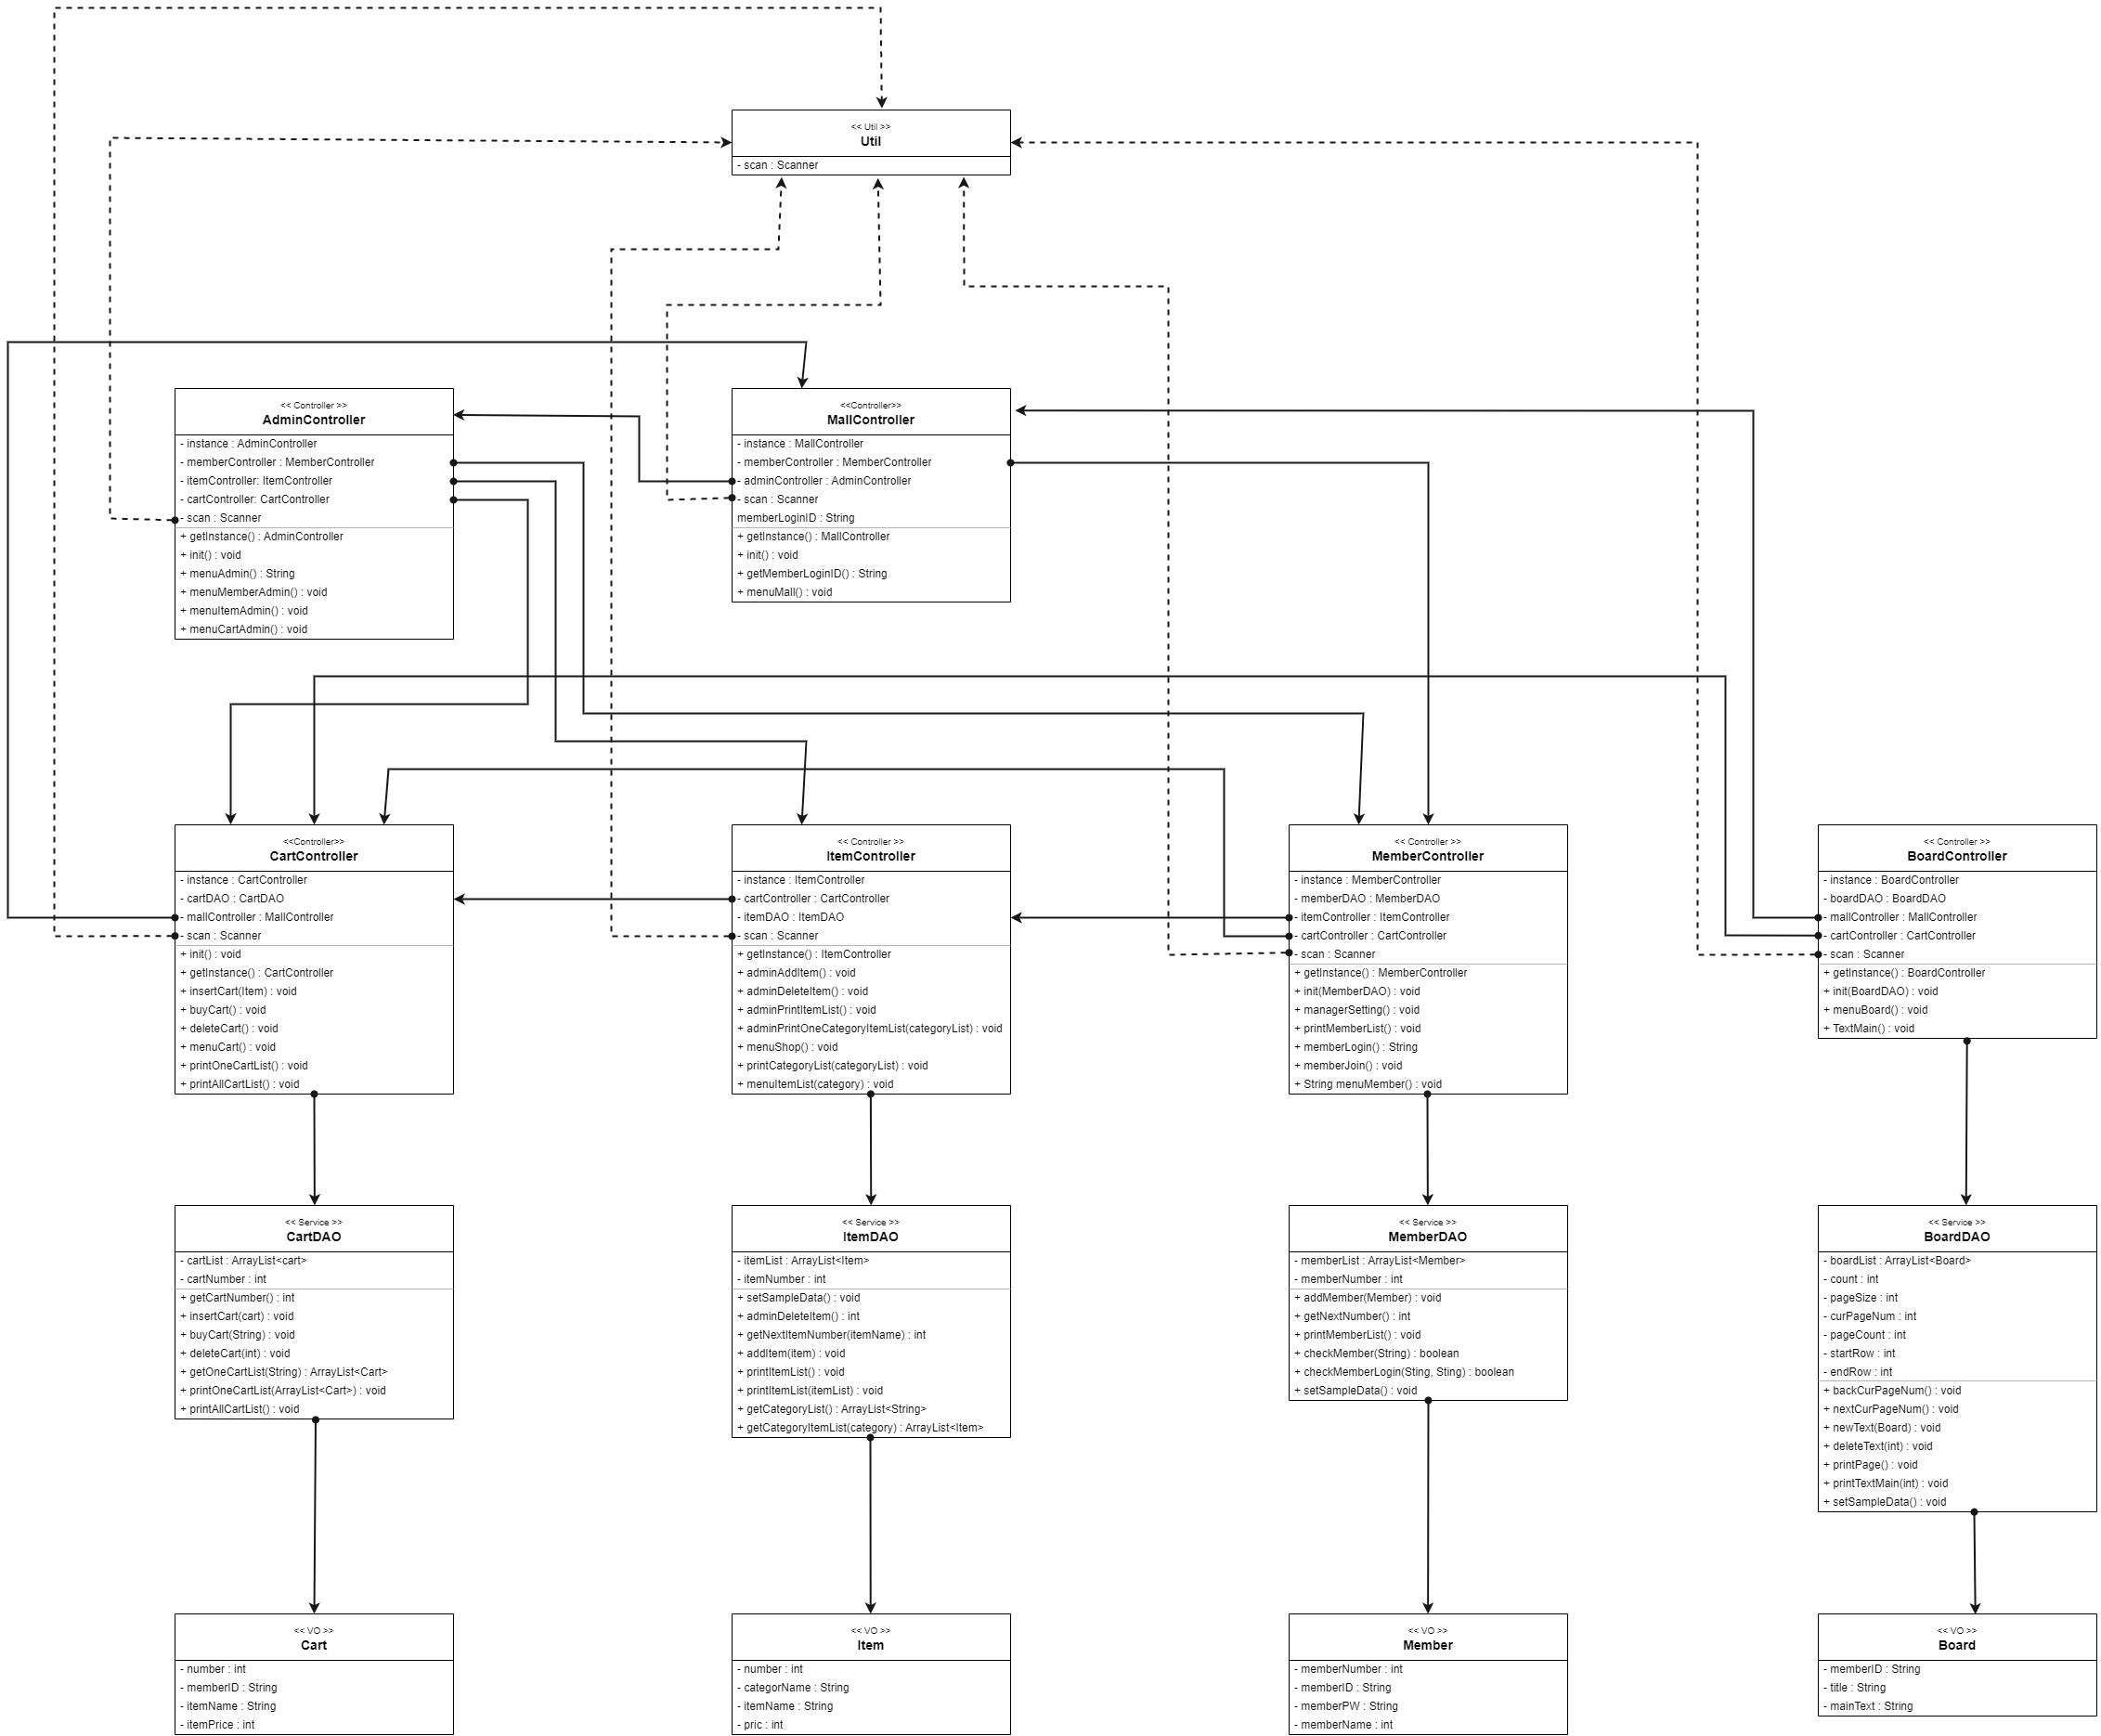 << Util >>
Util
- scan : Scanner
<< Controller >>
AdminController
- instance : AdminController
- memberController : MemberController
- itemController: ItemController
- cartController: CartController
- scan : Scanner
+ getInstance() : AdminController
+ init() : void
+ menuAdmin() : String
+ menuMemberAdmin() : void
+ menuItemAdmin() : void
+ menuCartAdmin() : void
<<Controller>>
MallController
- instance : MallController
- memberController : MemberController
- adminController : AdminController
- scan : Scanner
memberLoginID : String
+ getInstance() : MallController
+ init() : void
+ getMemberLoginID() : String
+ menuMall() : void
<<Controller>>
CartController
- instance : CartController
- cartDAO : CartDAO
- mallController : MallController
- scan : Scanner
+ init() : void
+ getInstance() : CartController
+ insertCart(Item) : void
+ buyCart() : void
+ deleteCart() : void
+ menuCart() : void
+ printOneCartList() : void
+ printAllCartList() : void
<< Controller >>
ItemController
- instance : ItemController
- cartController : CartController
- itemDAO : ItemDAO
- scan : Scanner
+ getInstance() : ItemController
+ adminAddItem() : void
+ adminDeleteItem() : void
+ adminPrintItemList() : void
+ adminPrintOneCategoryItemList(categoryList) : void
+ menuShop() : void
+ printCategoryList(categoryList) : void
+ menuItemList(category) : void
<< Controller >>
MemberController
- instance : MemberController
- memberDAO : MemberDAO
- itemController : ItemController
- cartController : CartController
- scan : Scanner
+ getInstance() : MemberController
+ init(MemberDAO) : void
+ managerSetting() : void
+ printMemberList() : void
+ memberLogin() : String
+ memberJoin() : void
+ String menuMember() : void
<< Controller >>
BoardController
- instance : BoardController
- boardDAO : BoardDAO
- mallController : MallController
- cartController : CartController
- scan : Scanner
+ getInstance() : BoardController
+ init(BoardDAO) : void
+ menuBoard() : void
+ TextMain() : void
<< Service >>
CartDAO
- cartList : ArrayList<cart>
- cartNumber : int
+ getCartNumber() : int
+ insertCart(cart) : void
+ buyCart(String) : void
+ deleteCart(int) : void
+ getOneCartList(String) : ArrayList<Cart>
+ printOneCartList(ArrayList<Cart>) : void
+ printAllCartList() : void
<< Service >>
ItemDAO
- itemList : ArrayList<Item>
- itemNumber : int
+ setSampleData() : void
+ adminDeleteItem() : int
+ getNextItemNumber(itemName) : int
+ addItem(item) : void
+ printItemList() : void
+ printItemList(itemList) : void
+ getCategoryList() : ArrayList<String>
+ getCategoryItemList(category) : ArrayList<Item>
<< Service >>
MemberDAO
- memberList : ArrayList<Member>
- memberNumber : int
+ addMember(Member) : void
+ getNextNumber() : int
+ printMemberList() : void
+ checkMember(String) : boolean
+ checkMemberLogin(Sting, Sting) : boolean
+ setSampleData() : void
<< Service >>
BoardDAO
- boardList : ArrayList<Board>
- count : int
- pageSize : int
- curPageNum : int
- pageCount : int
- startRow : int
- endRow : int
+ backCurPageNum() : void
+ nextCurPageNum() : void
+ newText(Board) : void
+ deleteText(int) : void
+ printPage() : void
+ printTextMain(int) : void
+ setSampleData() : void
<< VO >>
Cart
- number : int
- memberID : String
- itemName : String
- itemPrice : int
<< VO >>
Item
- number : int
- categorName : String
- itemName : String
- pric : int
<< VO >>
Member
- memberNumber : int
- memberID : String
- memberPW : String
- memberName : int
<< VO >>
Board
- memberID : String
- title : String
- mainText : String